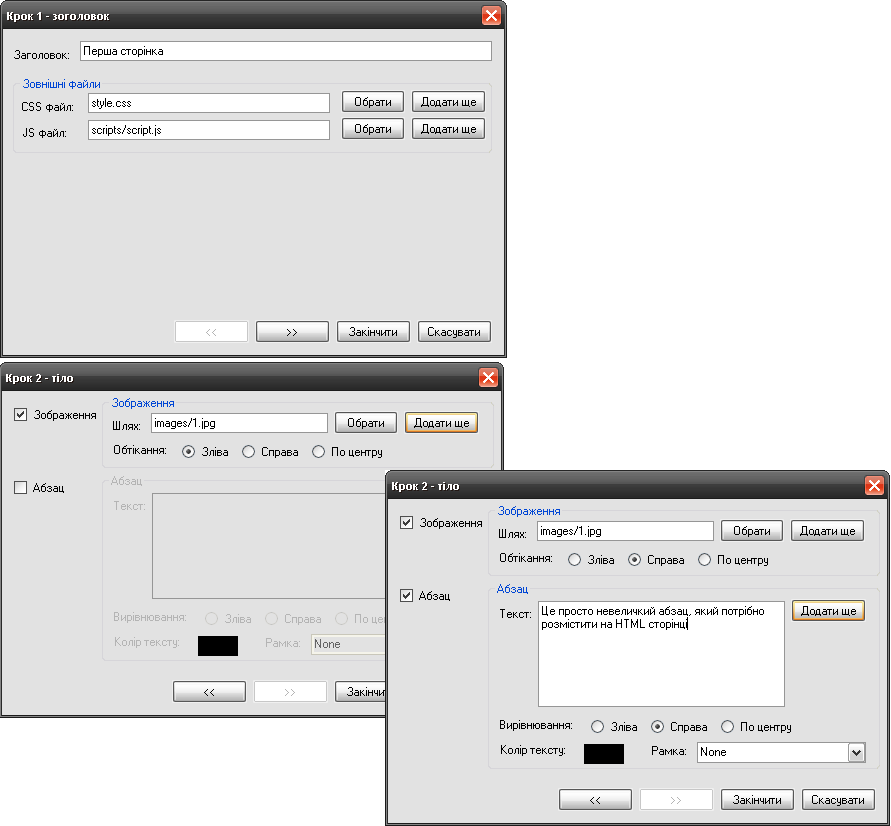 Крок 1 - зоголовок
Заголовок: Перша сторінка
Зовнішні файли
CSS файл: style.css Обрати Додати ще
JS файл: scripts/script.js Обрати Додати ще
<< >> Закінчити Скасувати
Крок 2 - тіло
Зображення
Зображення
Шлях: images/1.jpg Обрати Додати ще
Обтікання: Зліва Справа По центру
Абзац
Абзац
Текст:
Вирівнювання: Зліва Справа По це
Колір тексту: Рамка: None
<< >> Закінчи
Крок 2 - тіло
Зображення
Зображення
Шлях: images/1.jpg Обрати Додати ще
Обтікання: Зліва Справа По центру
Абзац
Абзац
Текст: Це просто невеличкий абзац, який потрібно Додати ще
розмістити на HTML сторінці
Вирівнювання: Зліва Справа По центру
Колір тексту: Рамка: None
<< >> Закінчити Скасувати